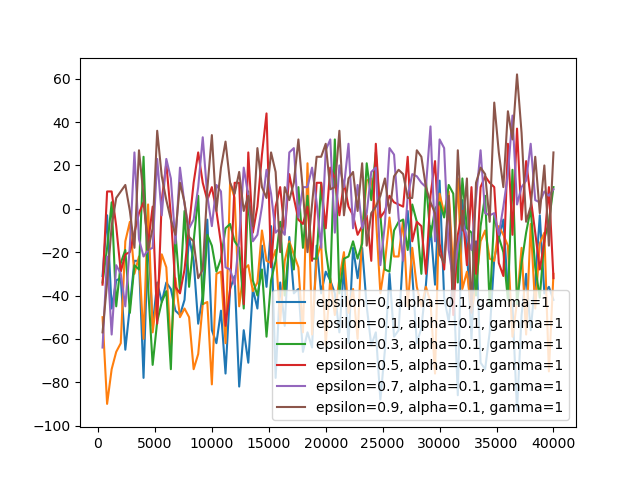 60
40
20
0
−20
−40
−60
−80
−100
epsilon=0, alpha=0.1, gamma=1
epsilon=0.1, alpha=0.1, gamma=1
epsilon=0.3, alpha=0.1, gamma=1
epsilon=0.5, alpha=0.1, gamma=1
epsilon=0.7, alpha=0.1, gamma=1
epsilon=0.9, alpha=0.1, gamma=1
0 5000 10000 15000 20000 25000 30000 35000 40000